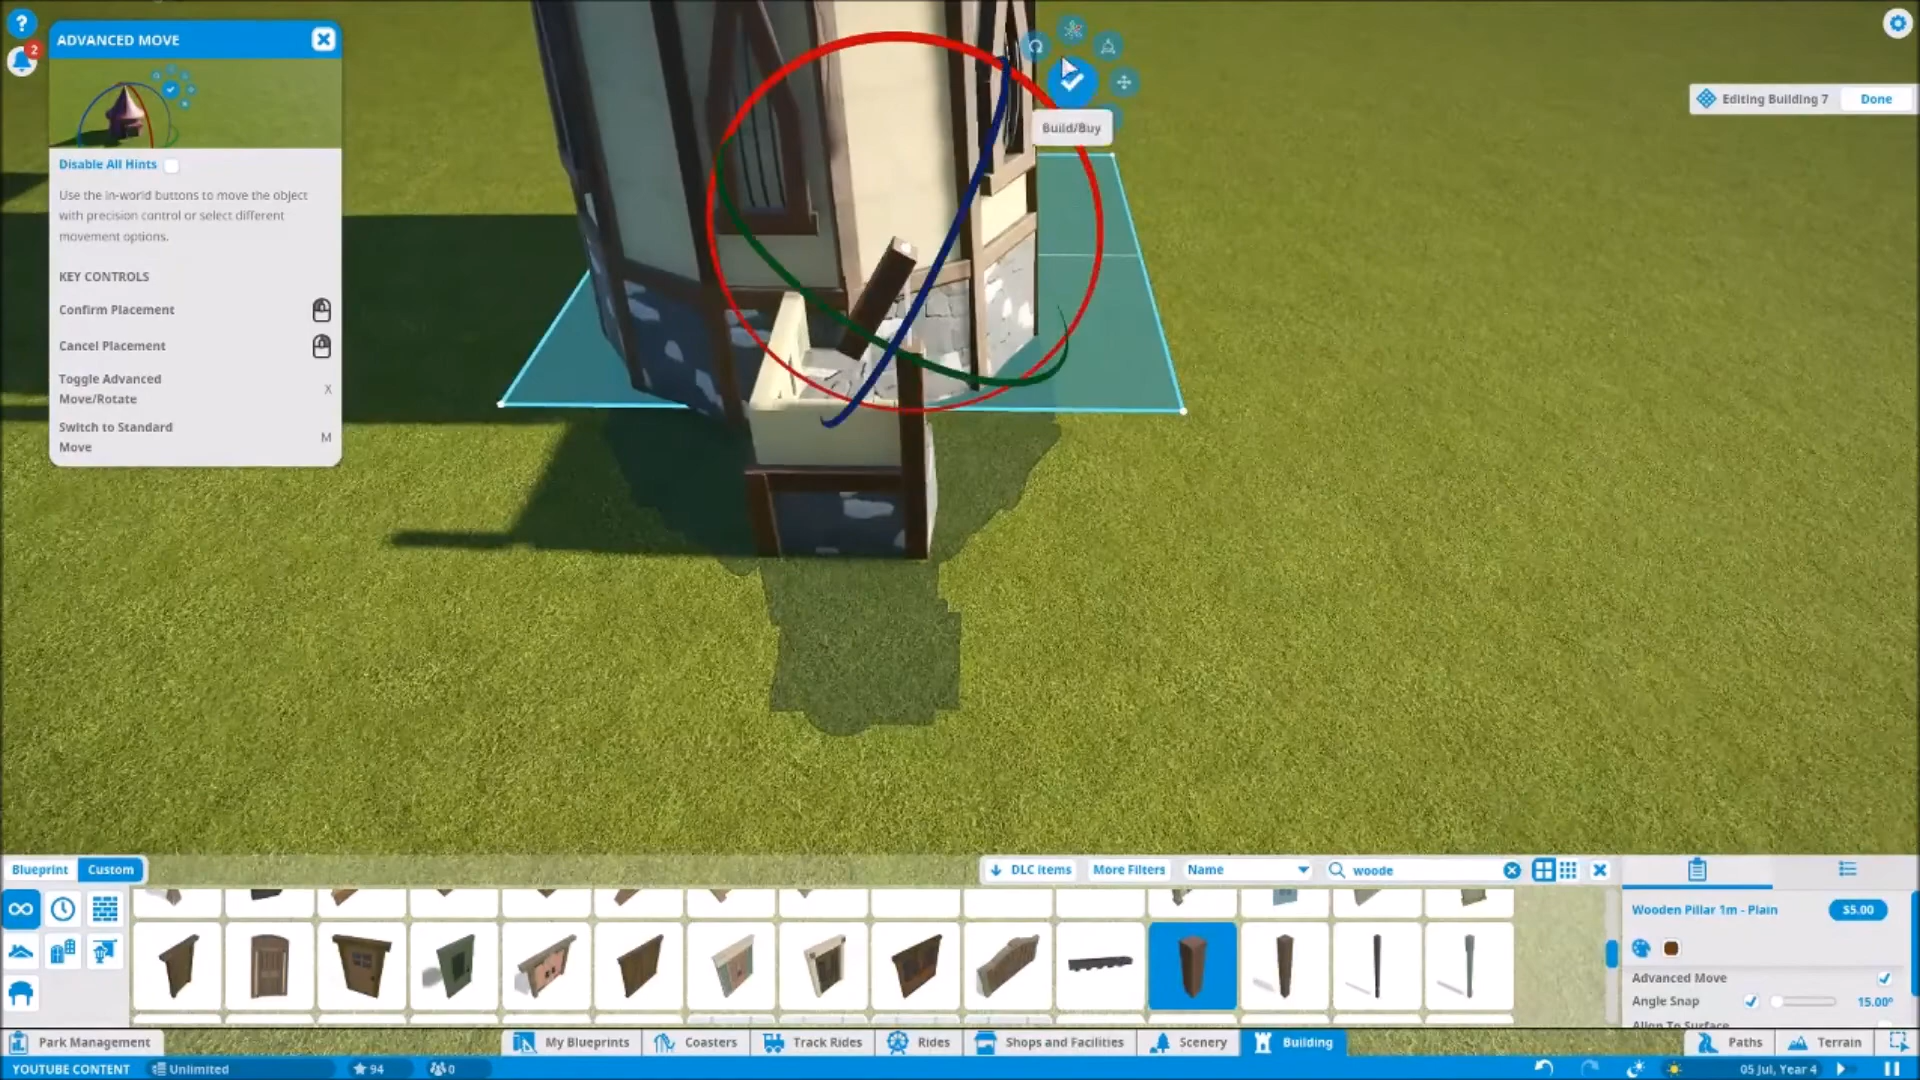 ?
2
ADVANCED MOVE
Disable All Hints
Use the in-world buttons to move the object
with precision control or select different
movement options.
KEY CONTROLS
Confirm Placement
Cancel Placement
Toggle Advanced
Move/Rotate
X
Switch to Standard
Move
M
Build/Buy
Editing Building 7
Done
Blueprint
Custom
DLC items
More Filters
Name
woode
Wooden Pillar 1m - Plain
$5.00
Advanced Move
Angle Snap
15.00°
Align To Surface
Park Management
My Blueprints
Coasters
Track Rides
Rides
Shops and Facilities
Scenery
Building
Paths
Terrain
YOUTUBE CONTENT
Unlimited
94
0
05 Jul, Year 4